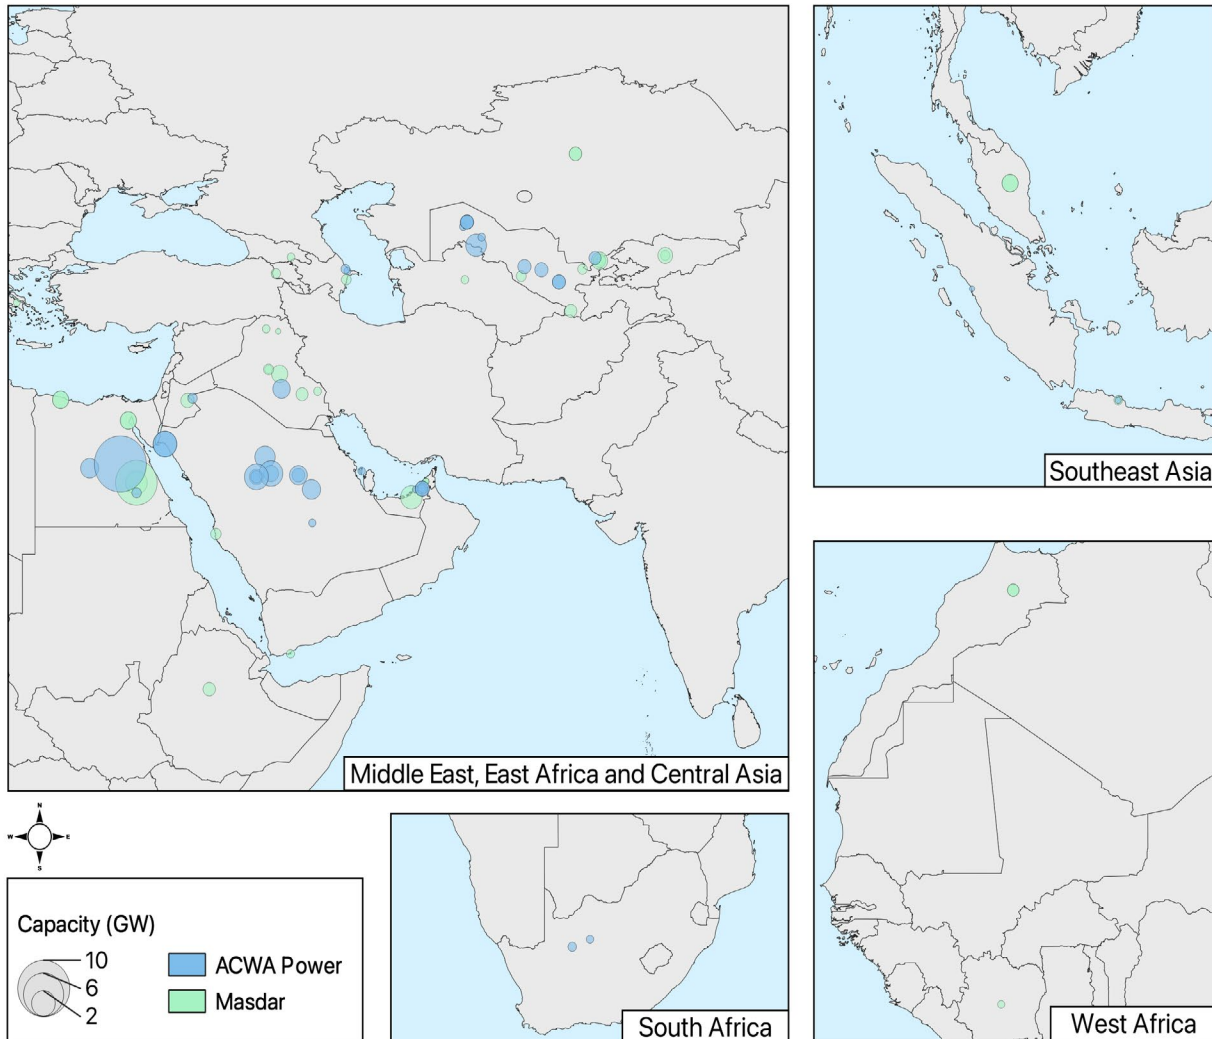 Southeast Asia
Middle East, East Africa and Central Asia
N
W
E
S
Capacity (GW)
10
6
2
ACWA Power
Masdar
South Africa
West Africa